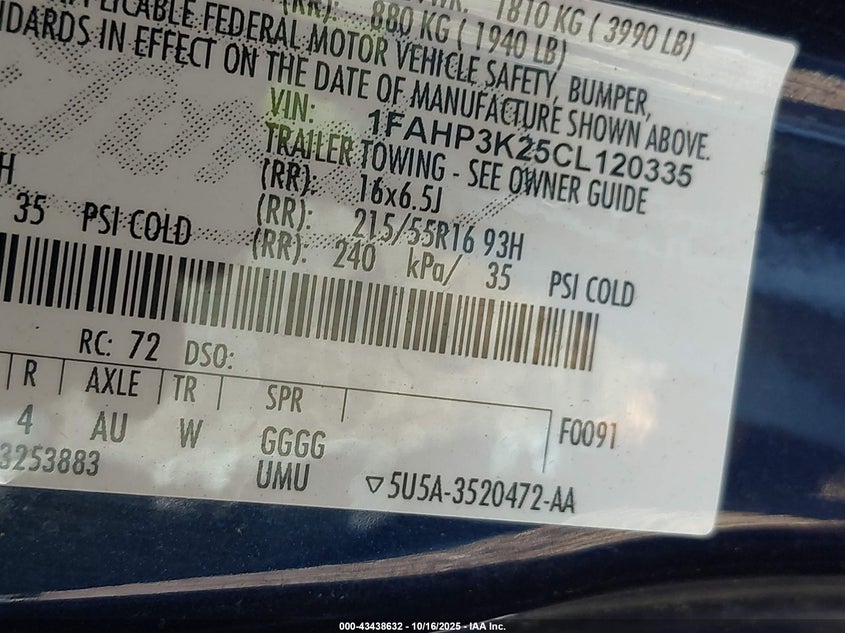 1810 KG ( 3990 LB)
(RR): 880 KG ( 1940 LB)
FEDERAL MOTOR VEHICLE SAFETY, BUMPER,
IN EFFECT ON THE DATE OF MANUFACTURE SHOWN ABOVE.
VIN: 1FAHP3K25CL120335
TRAILER TOWING - SEE OWNER GUIDE
H (RR): 16x6.5J
(RR): 215/55R16 93H
35 PSI COLD (RR): 240 kPa/ 35 PSI COLD
RC: 72 DSO:
R AXLE TR SPR
4 AU W GGGG F0091
3253883 UMU 5U5A-3520472-AA
000-43438632 - 10/16/2025 - IAA Inc.